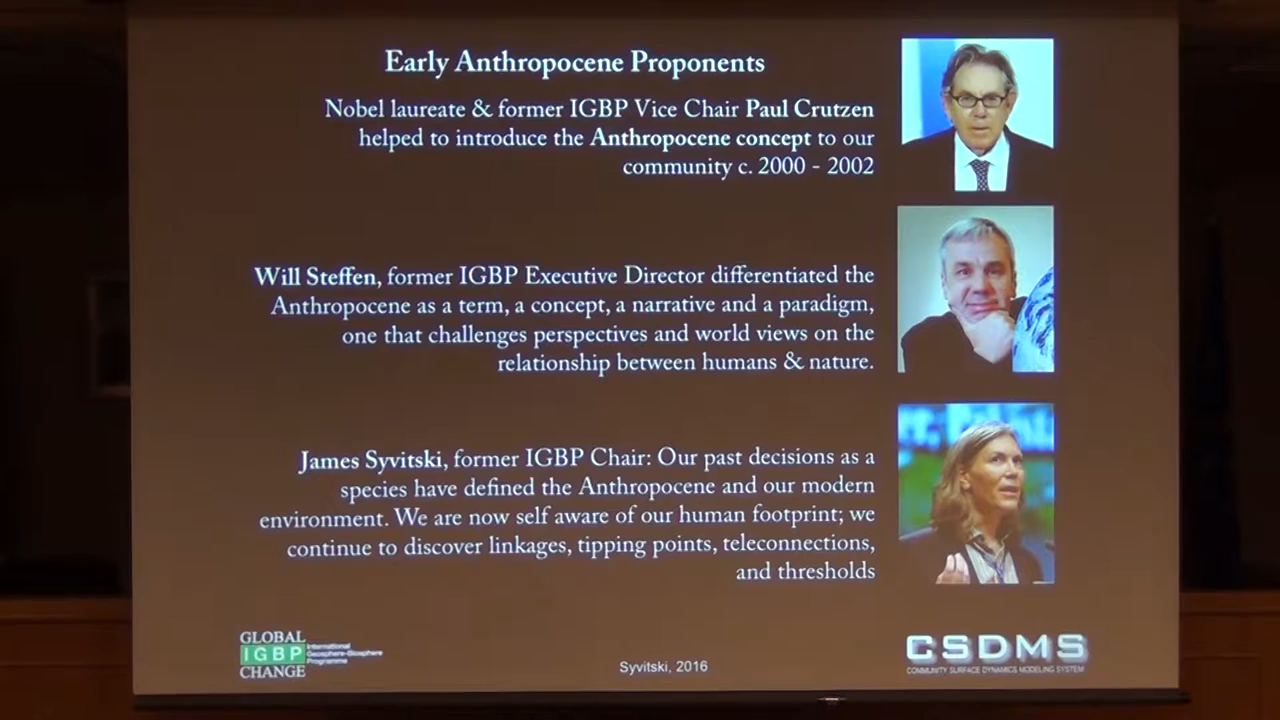 Early Anthropocene Proponents
Nobel laureate & former IGBP Vice Chair Paul Crutzen
helped to introduce the Anthropocene concept to our
community c. 2000 - 2002
Will Steffen, former IGBP Executive Director differentiated the
Anthropocene as a term, a concept, a narrative and a paradigm,
one that challenges perspectives and world views on the
relationship between humans & nature.
James Syvitski, former IGBP Chair: Our past decisions as a
species have defined the Anthropocene and our modern
environment. We are now self aware of our human footprint; we
continue to discover linkages, tipping points, teleconnections,
and thresholds
GLOBAL
IGBP
CHANGE
International
Geosphere-Biosphere
Programme
Syvitski, 2016
CSDMS
COMMUNITY SURFACE DYNAMICS MODELING SYSTEM